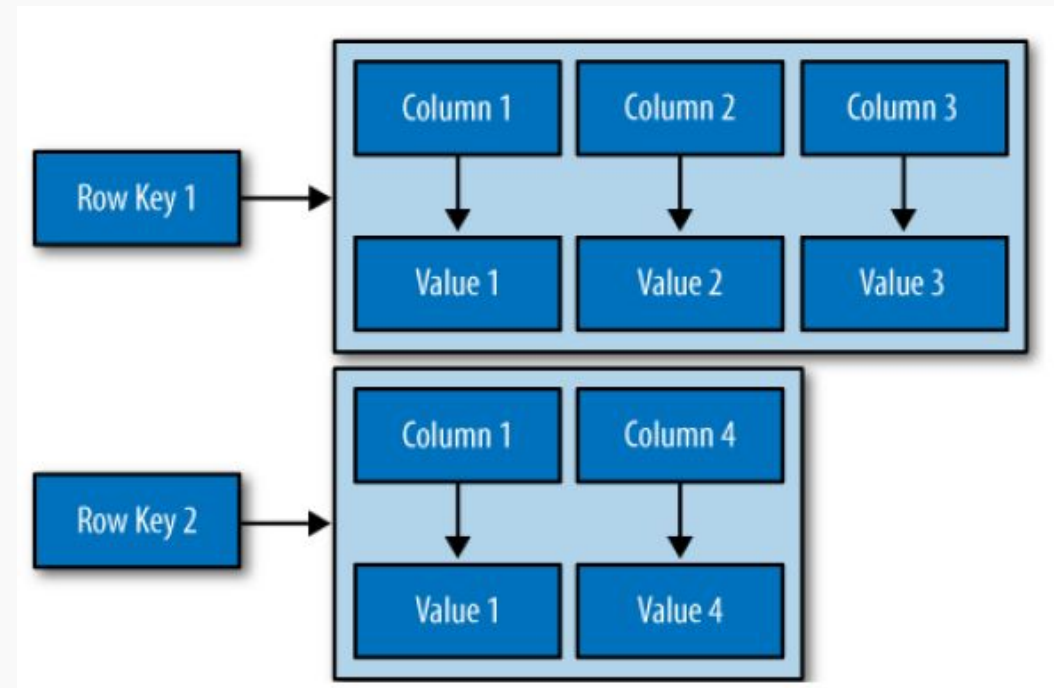 Column 1 Column 2 Column 3
Row Key 1
Value 1 Value 2 Value 3
Column 1 Column 4
Row Key 2
Value 1 Value 4